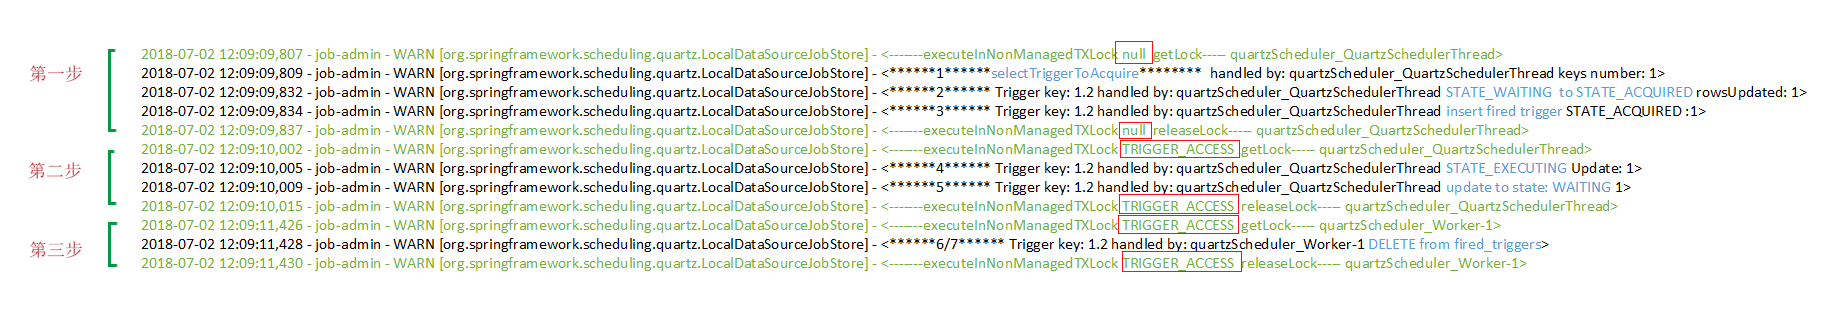 2018-07-02 12:09:09,807 - job-admin - WARN [org.springframework.scheduling.quartz.LocalDataSourceJobStore] - <-------executeInNonManagedTXLock null getLock----- quartzScheduler_QuartzSchedulerThread>
第一步 2018-07-02 12:09:09,809 - job-admin - WARN [org.springframework.scheduling.quartz.LocalDataSourceJobStore] - <******1******selectTriggerToAcquire******** handled by: quartzScheduler_QuartzSchedulerThread keys number: 1>
2018-07-02 12:09:09,832 - job-admin - WARN [org.springframework.scheduling.quartz.LocalDataSourceJobStore] - <******2****** Trigger key: 1.2 handled by: quartzScheduler_QuartzSchedulerThread STATE_WAITING to STATE_ACQUIRED rowsUpdated: 1>
2018-07-02 12:09:09,834 - job-admin - WARN [org.springframework.scheduling.quartz.LocalDataSourceJobStore] - <******3****** Trigger key: 1.2 handled by: quartzScheduler_QuartzSchedulerThread insert fired trigger STATE_ACQUIRED :1>
2018-07-02 12:09:09,837 - job-admin - WARN [org.springframework.scheduling.quartz.LocalDataSourceJobStore] - <-------executeInNonManagedTXLock null releaseLock----- quartzScheduler_QuartzSchedulerThread>
2018-07-02 12:09:10,002 - job-admin - WARN [org.springframework.scheduling.quartz.LocalDataSourceJobStore] - <-------executeInNonManagedTXLock TRIGGER_ACCESS getLock----- quartzScheduler_QuartzSchedulerThread>
第二步 2018-07-02 12:09:10,005 - job-admin - WARN [org.springframework.scheduling.quartz.LocalDataSourceJobStore] - <******4****** Trigger key: 1.2 handled by: quartzScheduler_QuartzSchedulerThread STATE_EXECUTING Update: 1>
2018-07-02 12:09:10,009 - job-admin - WARN [org.springframework.scheduling.quartz.LocalDataSourceJobStore] - <******5****** Trigger key: 1.2 handled by: quartzScheduler_QuartzSchedulerThread update to state: WAITING 1>
2018-07-02 12:09:10,015 - job-admin - WARN [org.springframework.scheduling.quartz.LocalDataSourceJobStore] - <-------executeInNonManagedTXLock TRIGGER_ACCESS releaseLock----- quartzScheduler_QuartzSchedulerThread>
2018-07-02 12:09:11,426 - job-admin - WARN [org.springframework.scheduling.quartz.LocalDataSourceJobStore] - <-------executeInNonManagedTXLock TRIGGER_ACCESS getLock----- quartzScheduler_Worker-1>
第三步 2018-07-02 12:09:11,428 - job-admin - WARN [org.springframework.scheduling.quartz.LocalDataSourceJobStore] - <******6/7****** Trigger key: 1.2 handled by: quartzScheduler_Worker-1 DELETE from fired_triggers>
2018-07-02 12:09:11,430 - job-admin - WARN [org.springframework.scheduling.quartz.LocalDataSourceJobStore] - <-------executeInNonManagedTXLock TRIGGER_ACCESS releaseLock----- quartzScheduler_Worker-1>